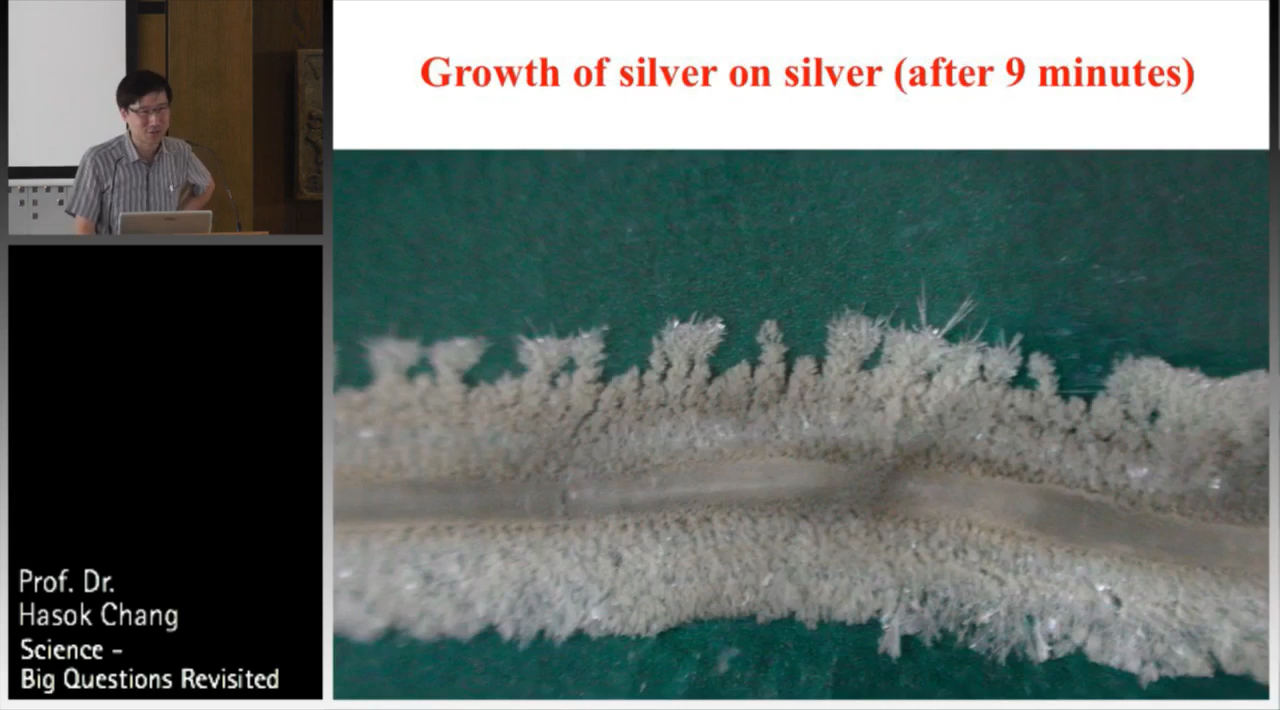 Growth of silver on silver (after 9 minutes)
Prof. Dr.
Hasok Chang
Science -
Big Questions Revisited